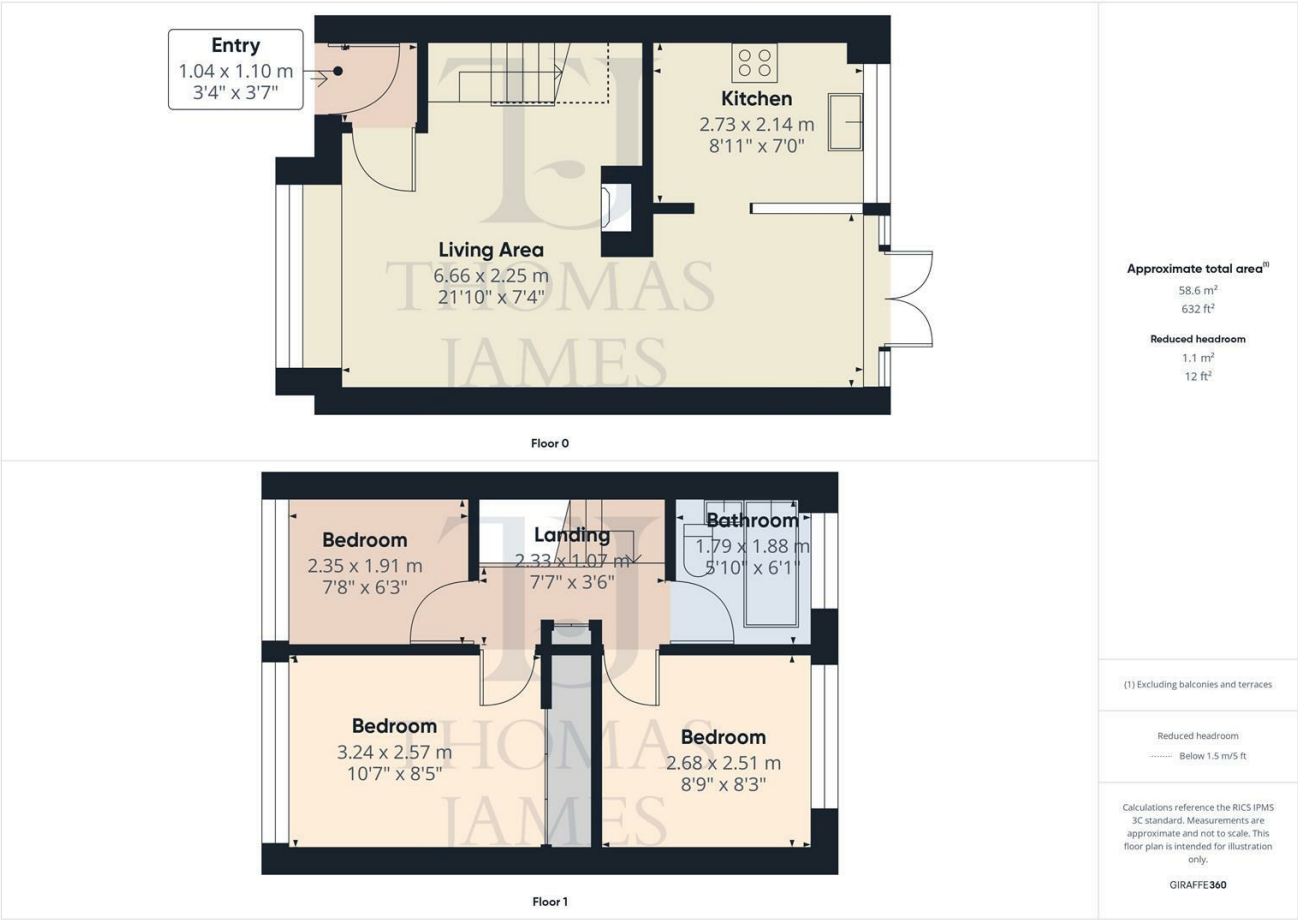 Entry
1.04 x 1.10 m
3'4" x 3'7"
Kitchen
2.73 x 2.14 m
8'11" x 7'0"
Living Area
6.66 x 2.25 m
21'10" x 7'4"
TJ
THOMAS
JAMES
Floor 0
Bedroom
2.35 x 1.91 m
7'8" x 6'3"
Landing
2.33 x 1.07 m
7'7" x 3'6"
Bathroom
1.79 x 1.88 m
5'10" x 6'1"
Bedroom
3.24 x 2.57 m
10'7" x 8'5"
Bedroom
2.68 x 2.51 m
8'9" x 8'3"
TJ
THOMAS
JAMES
Floor 1
Approximate total area(1)
58.6 m²
632 ft²
Reduced headroom
1.1 m²
12 ft²
(1) Excluding balconies and terraces
Reduced headroom
Below 1.5 m/5 ft
Calculations reference the RICS IPMS
3C standard. Measurements are
approximate and not to scale. This
floor plan is intended for illustration
only.
GIRAFFE360